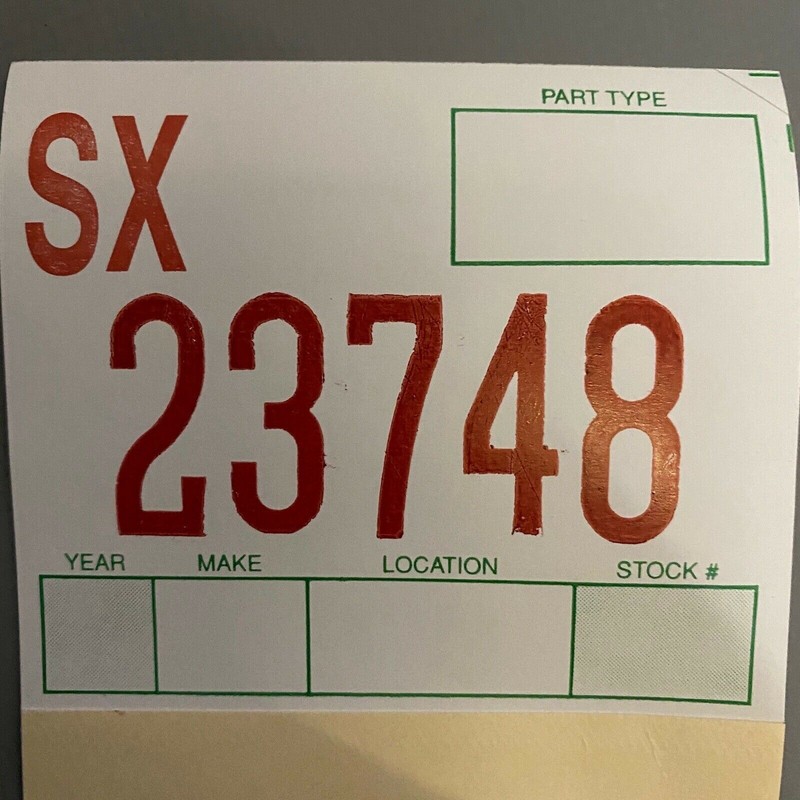 PART TYPE
SX
23748
YEAR MAKE LOCATION STOCK #